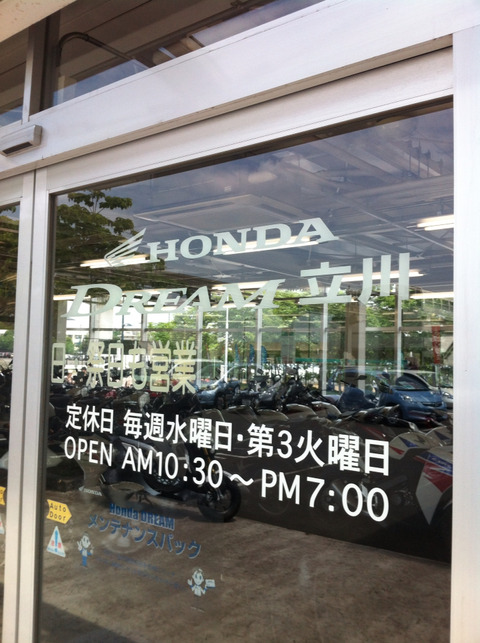 HONDA
DREAM 立川
日・祭日も営業
定休日 毎週水曜日・第3火曜日
OPEN AM10:30～PM7:00
HONDA
Auto
Door
Honda DREAM
メンテナンスパック